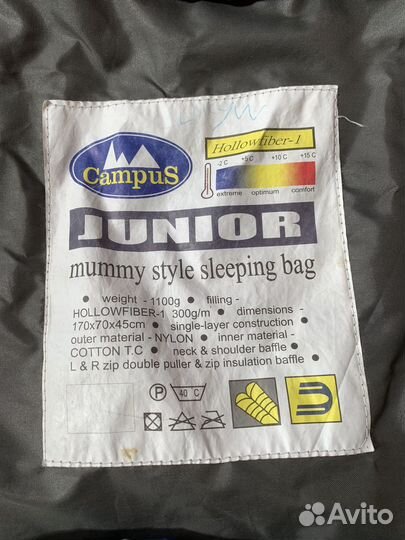 Campus
Hollowfiber-1
-2 C +5 C +10 C +15 C
extreme optimum comfort
JUNIOR
mummy style sleeping bag
● weight - 1100g ● filling -
HOLLOWFIBER-1 300g/m ● dimensions -
170x70x45cm ● single-layer construction ●
outer material - NYLON ● inner material -
COTTON T.C ● neck & shoulder baffle ●
L & R zip double puller & zip insulation baffle ●
P 40 C
Avito